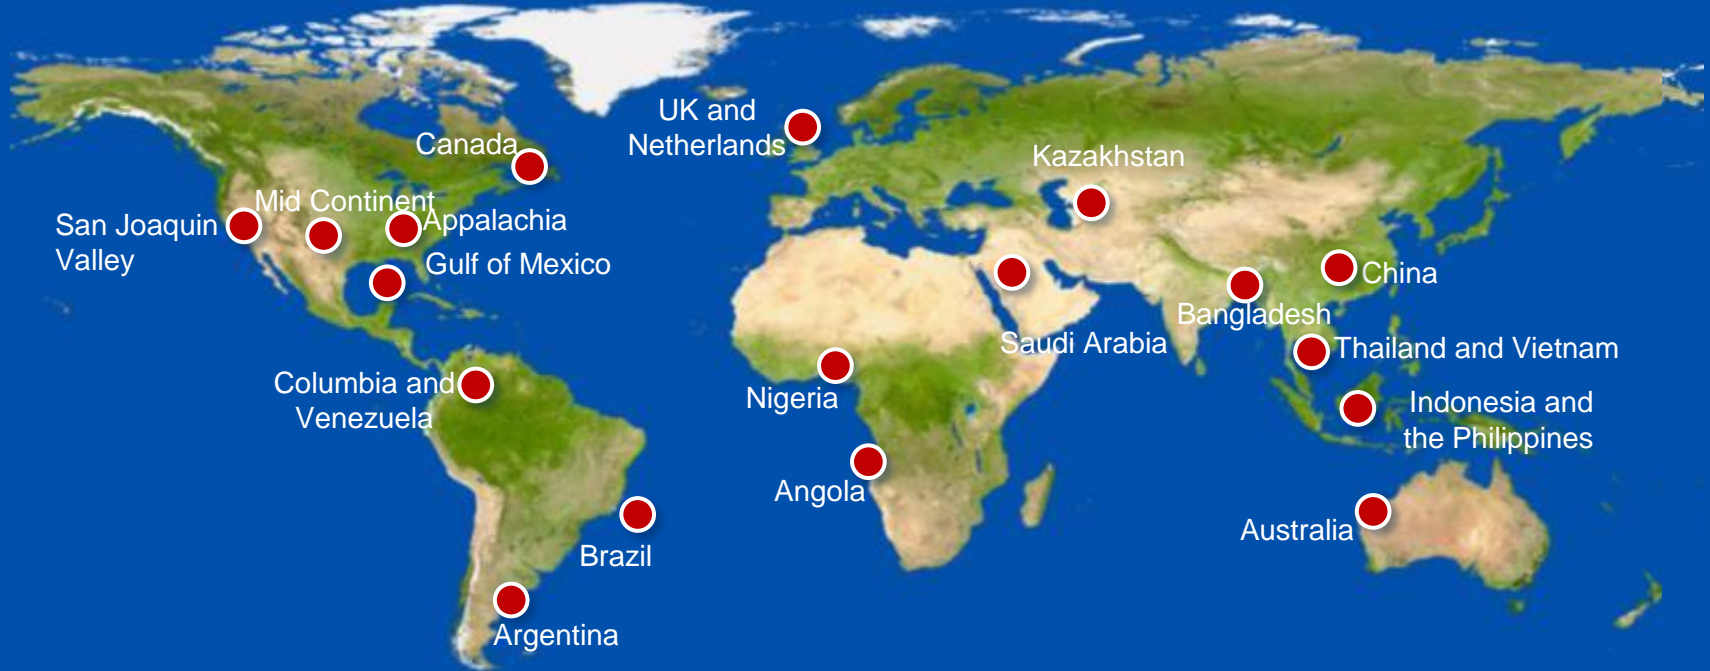 UK and
Netherlands
Canada
Kazakhstan
Mid Continent
San Joaquin
Valley
Appalachia
Gulf of Mexico
China
Bangladesh
Saudi Arabia
Thailand and Vietnam
Columbia and
Venezuela
Nigeria
Indonesia and
the Philippines
Angola
Australia
Brazil
Argentina